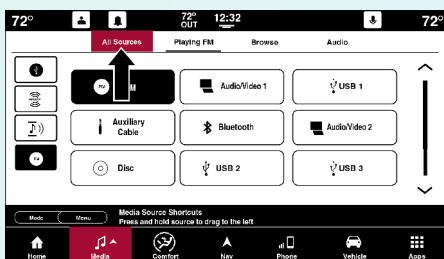 72° 72° OUT 12:32 72°
All Sources Playing FM Browse Audio
FM M Audio/Video 1 USB 1
Auxiliary Cable Bluetooth Audio/Video 2
Disc USB 2 USB 3
FM
Mode Menu Media Source Shortcuts
Press and hold source to drag to the left
Home Media Comfort Nav Phone Vehicle Apps